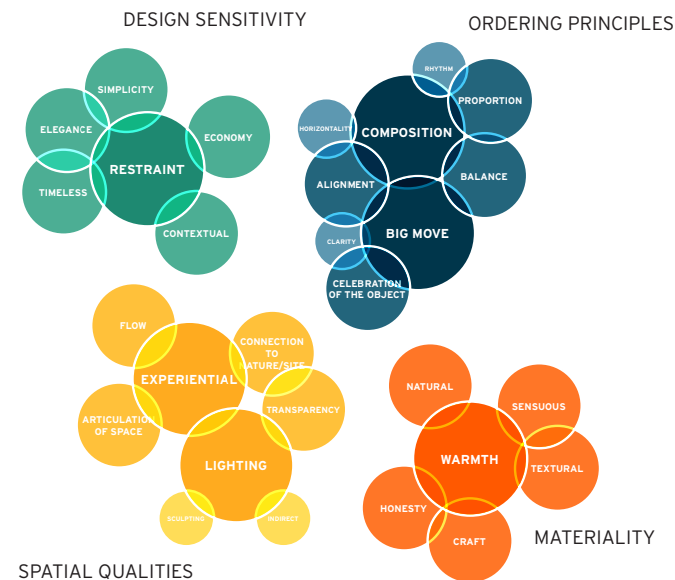 DESIGN SENSITIVITY
SIMPLICITY
ELEGANCE
ECONOMY
RESTRAINT
TIMELESS
CONTEXTUAL
ORDERING PRINCIPLES
RHYTHM
PROPORTION
HORIZONTALITY
COMPOSITION
ALIGNMENT
BALANCE
BIG MOVE
CLARITY
CELEBRATION
OF THE OBJECT
FLOW
CONNECTION
TO
NATURE/SITE
EXPERIENTIAL
TRANSPARENCY
ARTICULATION
OF SPACE
LIGHTING
SCULPTING
INDIRECT
SPATIAL QUALITIES
NATURAL
SENSUOUS
WARMTH
TEXTURAL
HONESTY
CRAFT
MATERIALITY